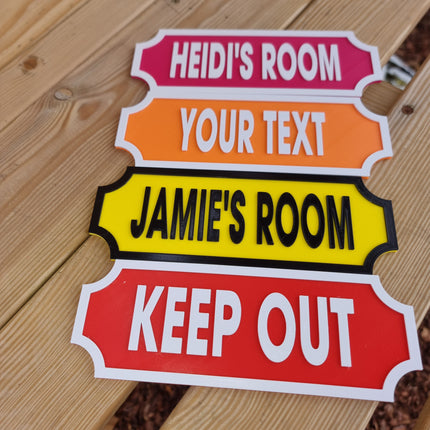 HEIDI'S ROOM
YOUR TEXT
JAMIE'S ROOM
KEEP OUT